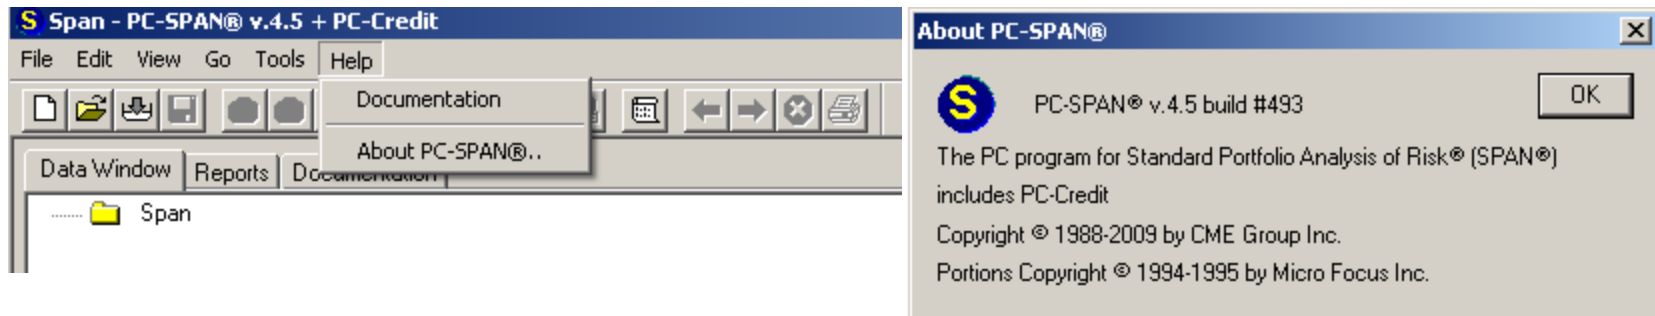 S Span - PC-SPAN® v.4.5 + PC-Credit
File Edit View Go Tools Help
Documentation
About PC-SPAN®..
Data Window Reports Documentation
Span
About PC-SPAN®
S PC-SPAN® v.4.5 build #493 OK
The PC program for Standard Portfolio Analysis of Risk® (SPAN®)
includes PC-Credit
Copyright © 1988-2009 by CME Group Inc.
Portions Copyright © 1994-1995 by Micro Focus Inc.